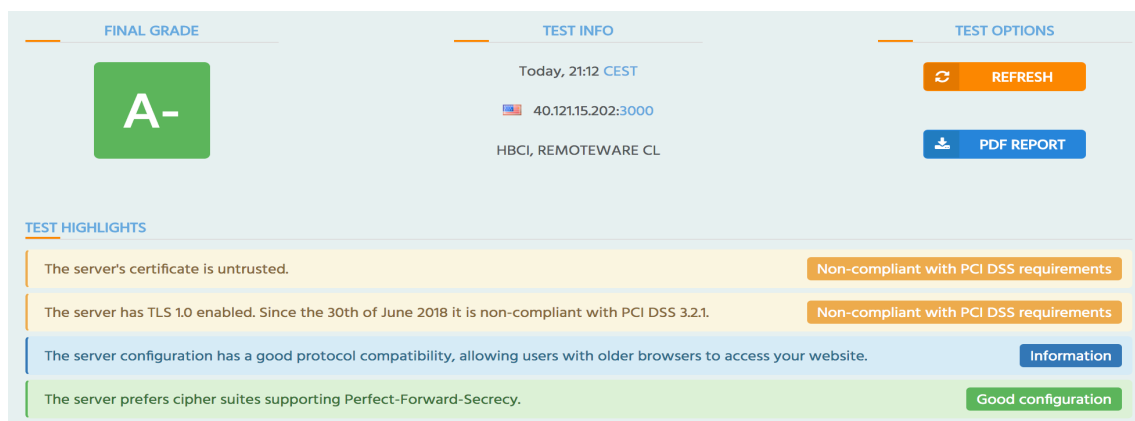 FINAL GRADE
TEST INFO
TEST OPTIONS
A-
Today, 21:12 CEST
REFRESH
40.121.15.202:3000
PDF REPORT
HBCI, REMOTEWARE CL
TEST HIGHLIGHTS
The server's certificate is untrusted.
Non-compliant with PCI DSS requirements
The server has TLS 1.0 enabled. Since the 30th of June 2018 it is non-compliant with PCI DSS 3.2.1.
Non-compliant with PCI DSS requirements
The server configuration has a good protocol compatibility, allowing users with older browsers to access your website.
Information
The server prefers cipher suites supporting Perfect-Forward-Secrecy.
Good configuration